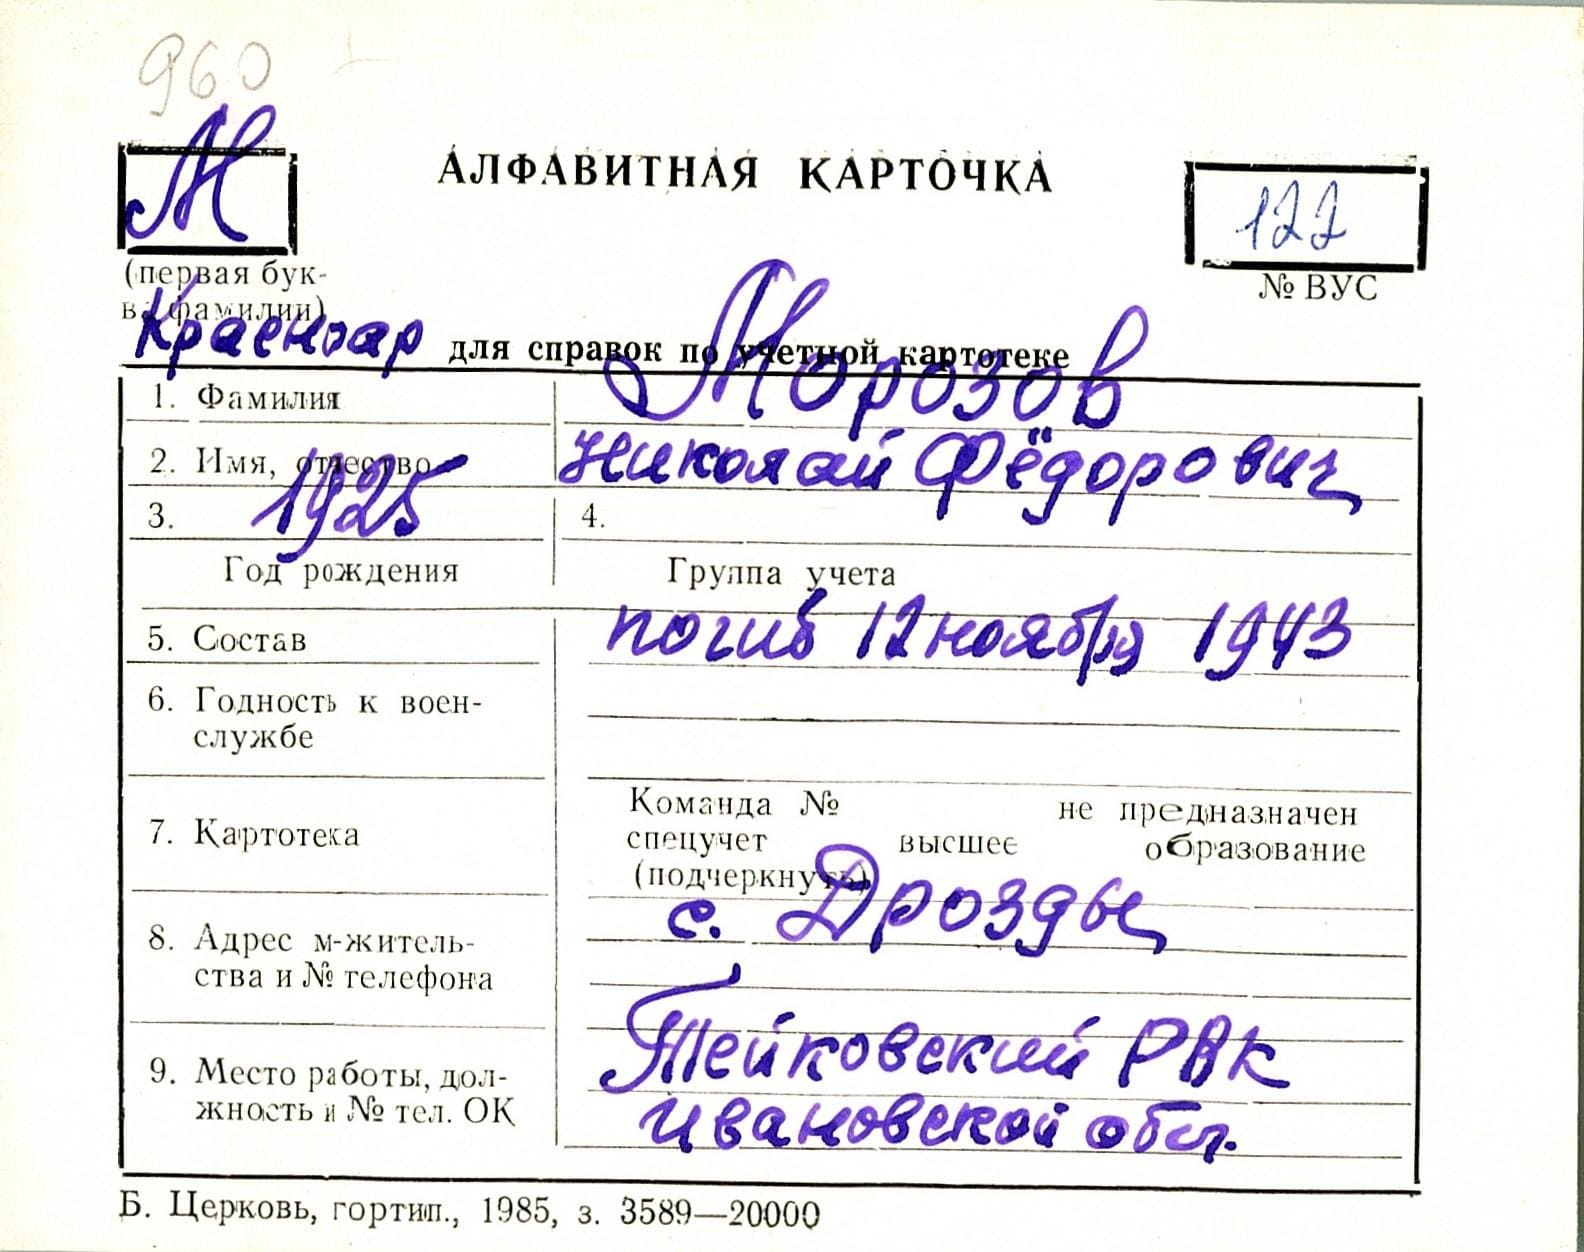 960
М
АЛФАВИТНАЯ КАРТОЧКА
122
(первая бук-
ва фамилии)
№ ВУС
Красноар для справок по учетной картотеке
1. Фамилия Морозов
2. Имя, отчество Николай Фёдорович
3. 1925 4.
Год рождения Группа учета
5. Состав погиб 12 ноября 1943
6. Годность к воен-
службе
7. Картотека
Команда № не предназначен
спецучет высшее образование
(подчеркнуть)
8. Адрес м-житель-
ства и № телефона
с. Дрозды
9. Место работы, дол-
жность и № тел. ОК
Тейковский РВК
Ивановской обл.
Б. Церковь, гортип., 1985, з. 3589—20000